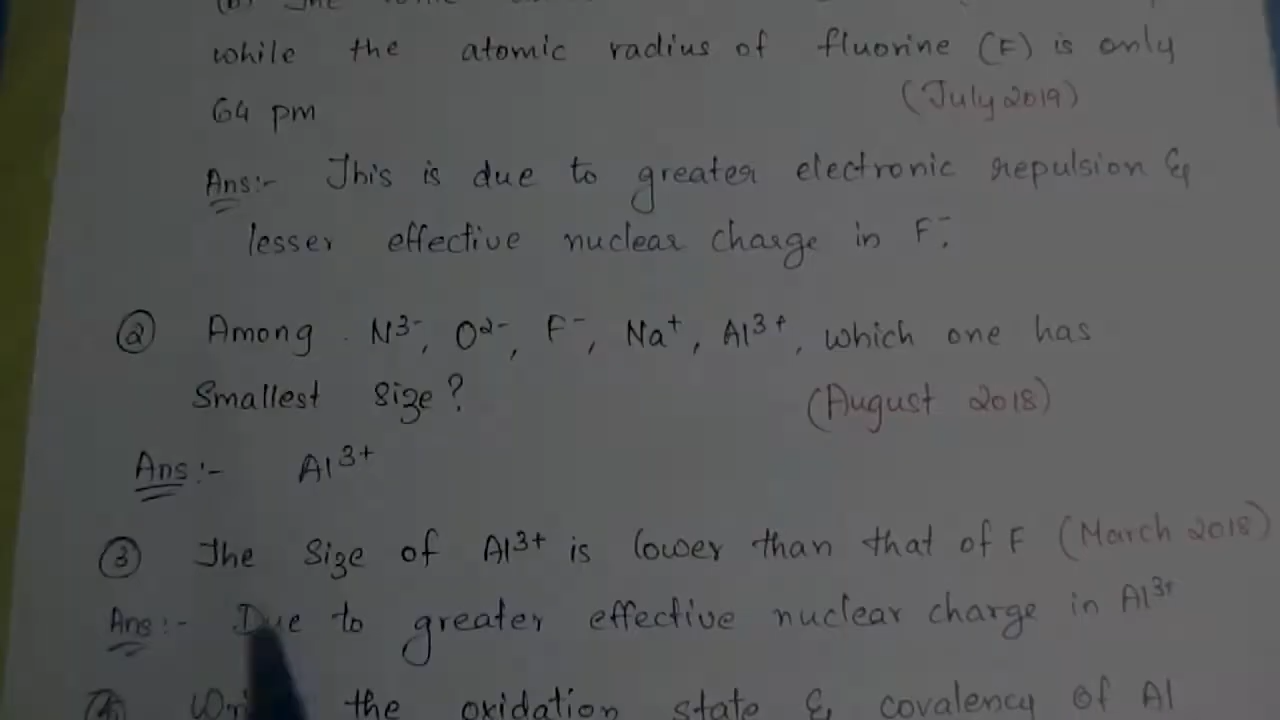 while the atomic radius of fluorine (F) is only
64 pm (July 2019)
Ans:- This is due to greater electronic repulsion &
lesser effective nuclear charge in F⁻.
② Among N³⁻, O²⁻, F⁻, Na⁺, Al³⁺, which one has
Smallest Size? (August 2018)
Ans:- Al³⁺
③ The Size of Al³⁺ is lower than that of F (March 2018)
Ans:- Due to greater effective nuclear charge in Al³⁺
the oxidation state & covalency of Al